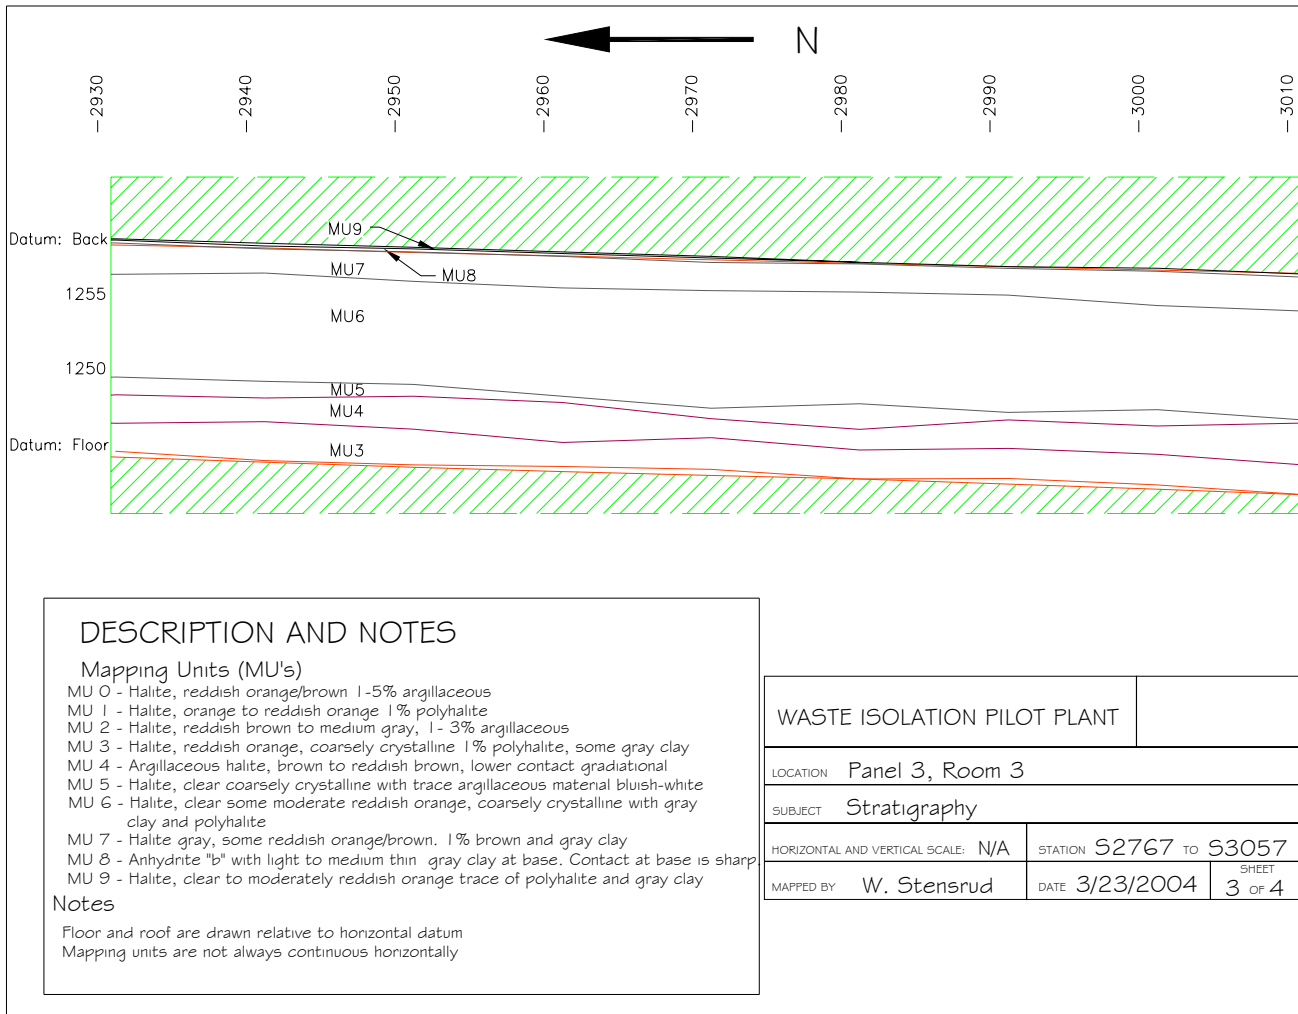 N
-2930
-2940
-2950
-2960
-2970
-2980
-2990
-3000
-3010
MU9
Datum: Back
MU7
MU8
1255
MU6
1250
MU5
MU4
Datum: Floor
MU3
DESCRIPTION AND NOTES
Mapping Units (MU's)
MU 0 - Halite, reddish orange/brown 1-5% argillaceous
MU 1 - Halite, orange to reddish orange 1% polyhalite
MU 2 - Halite, reddish brown to medium gray, 1- 3% argillaceous
MU 3 - Halite, reddish orange, coarsely crystalline 1% polyhalite, some gray clay
MU 4 - Argillaceous halite, brown to reddish brown, lower contact gradiational
MU 5 - Halite, clear coarsely crystalline with trace argillaceous material bluish-white
MU 6 - Halite, clear some moderate reddish orange, coarsely crystalline with gray
clay and polyhalite
MU 7 - Halite gray, some reddish orange/brown. 1% brown and gray clay
MU 8 - Anhydrite "b" with light to medium thin gray clay at base. Contact at base is sharp.
MU 9 - Halite, clear to moderately reddish orange trace of polyhalite and gray clay
Notes
Floor and roof are drawn relative to horizontal datum
Mapping units are not always continuous horizontally
WASTE ISOLATION PILOT PLANT
LOCATION Panel 3, Room 3
SUBJECT Stratigraphy
HORIZONTAL AND VERTICAL SCALE: N/A
STATION S2767 TO S3057
MAPPED BY W. Stensrud
DATE 3/23/2004
SHEET
3 OF 4